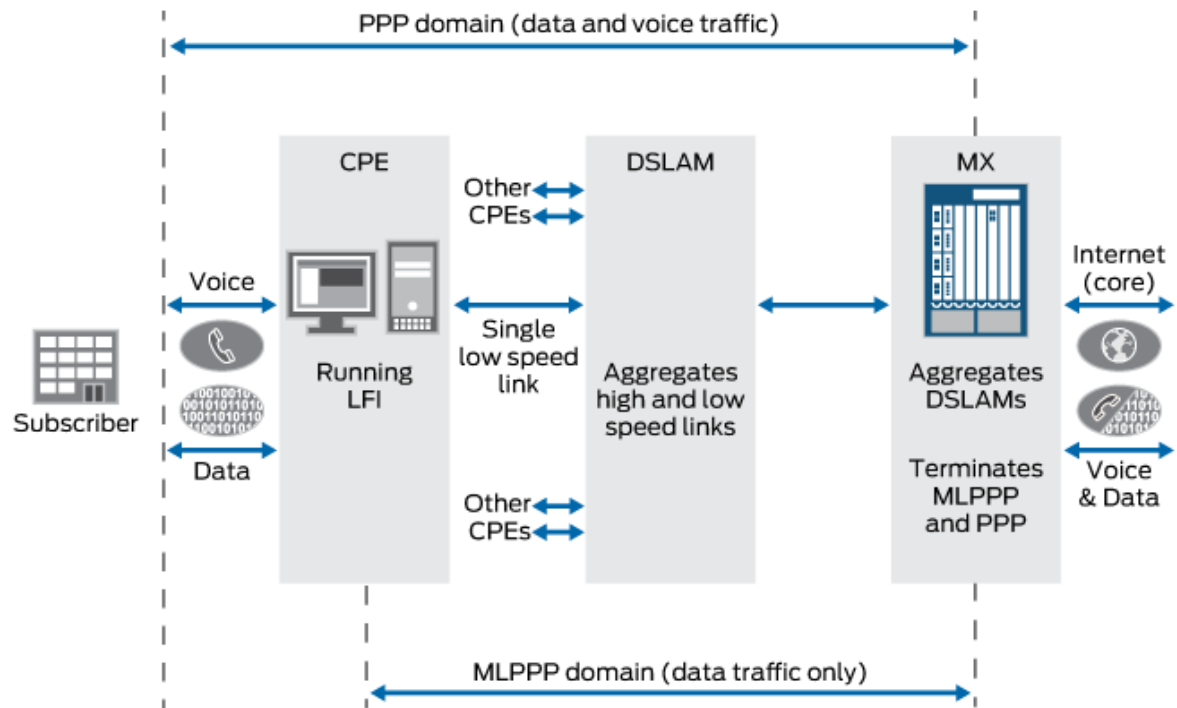 PPP domain (data and voice traffic)
CPE
DSLAM
MX
Other
CPEs
Voice
Internet
(core)
Single
low speed
link
Running
LFI
Aggregates
high and low
speed links
Aggregates
DSLAMs
Subscriber
Data
Terminates
MLPPP
and PPP
Voice
& Data
Other
CPEs
MLPPP domain (data traffic only)